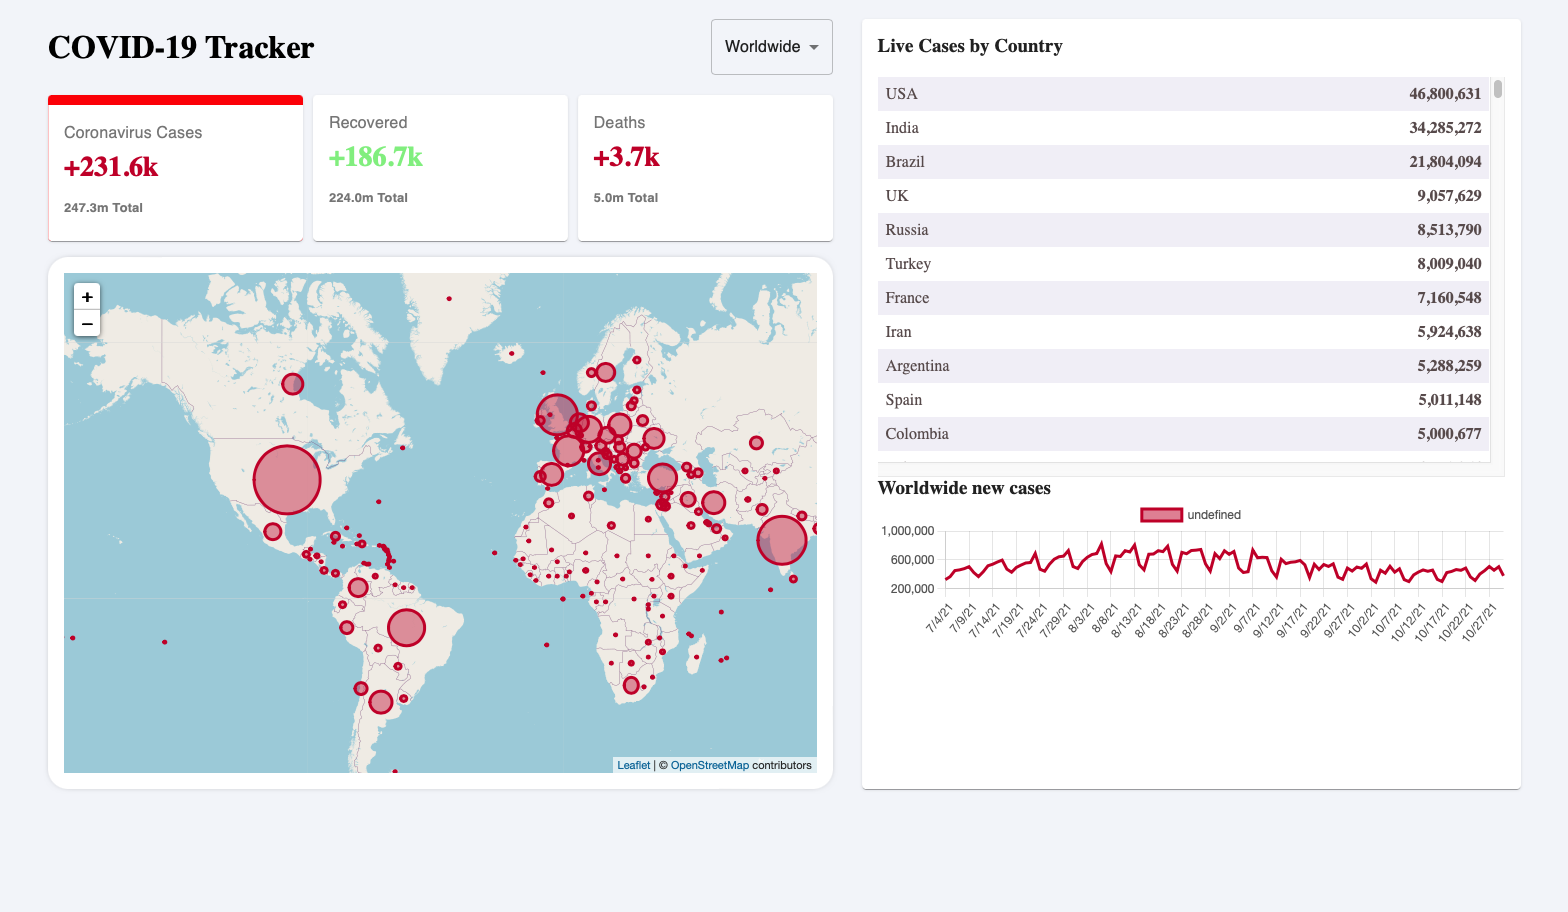 COVID-19 Tracker
Worldwide
Coronavirus Cases
+231.6k
247.3m Total
Recovered
+186.7k
224.0m Total
Deaths
+3.7k
5.0m Total
+
−
Leaflet | © OpenStreetMap contributors
Live Cases by Country
USA 46,800,631
India 34,285,272
Brazil 21,804,094
UK 9,057,629
Russia 8,513,790
Turkey 8,009,040
France 7,160,548
Iran 5,924,638
Argentina 5,288,259
Spain 5,011,148
Colombia 5,000,677
Worldwide new cases
undefined
1,000,000
600,000
200,000
7/4/21 7/9/21 7/14/21 7/19/21 7/24/21 7/29/21 8/3/21 8/8/21 8/13/21 8/18/21 8/23/21 8/28/21 9/2/21 9/7/21 9/12/21 9/17/21 9/22/21 9/27/21 10/2/21 10/7/21 10/12/21 10/17/21 10/22/21 10/27/21